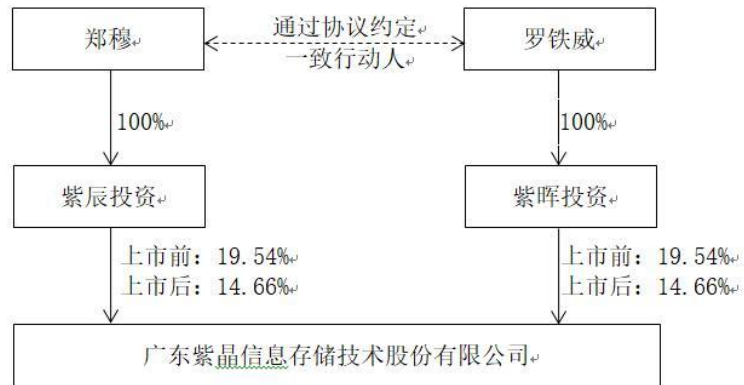 郑穆
通过协议约定
一致行动人
罗铁威
100%
100%
紫辰投资
紫晖投资
上市前：19.54%
上市后：14.66%
上市前：19.54%
上市后：14.66%
广东紫晶信息存储技术股份有限公司